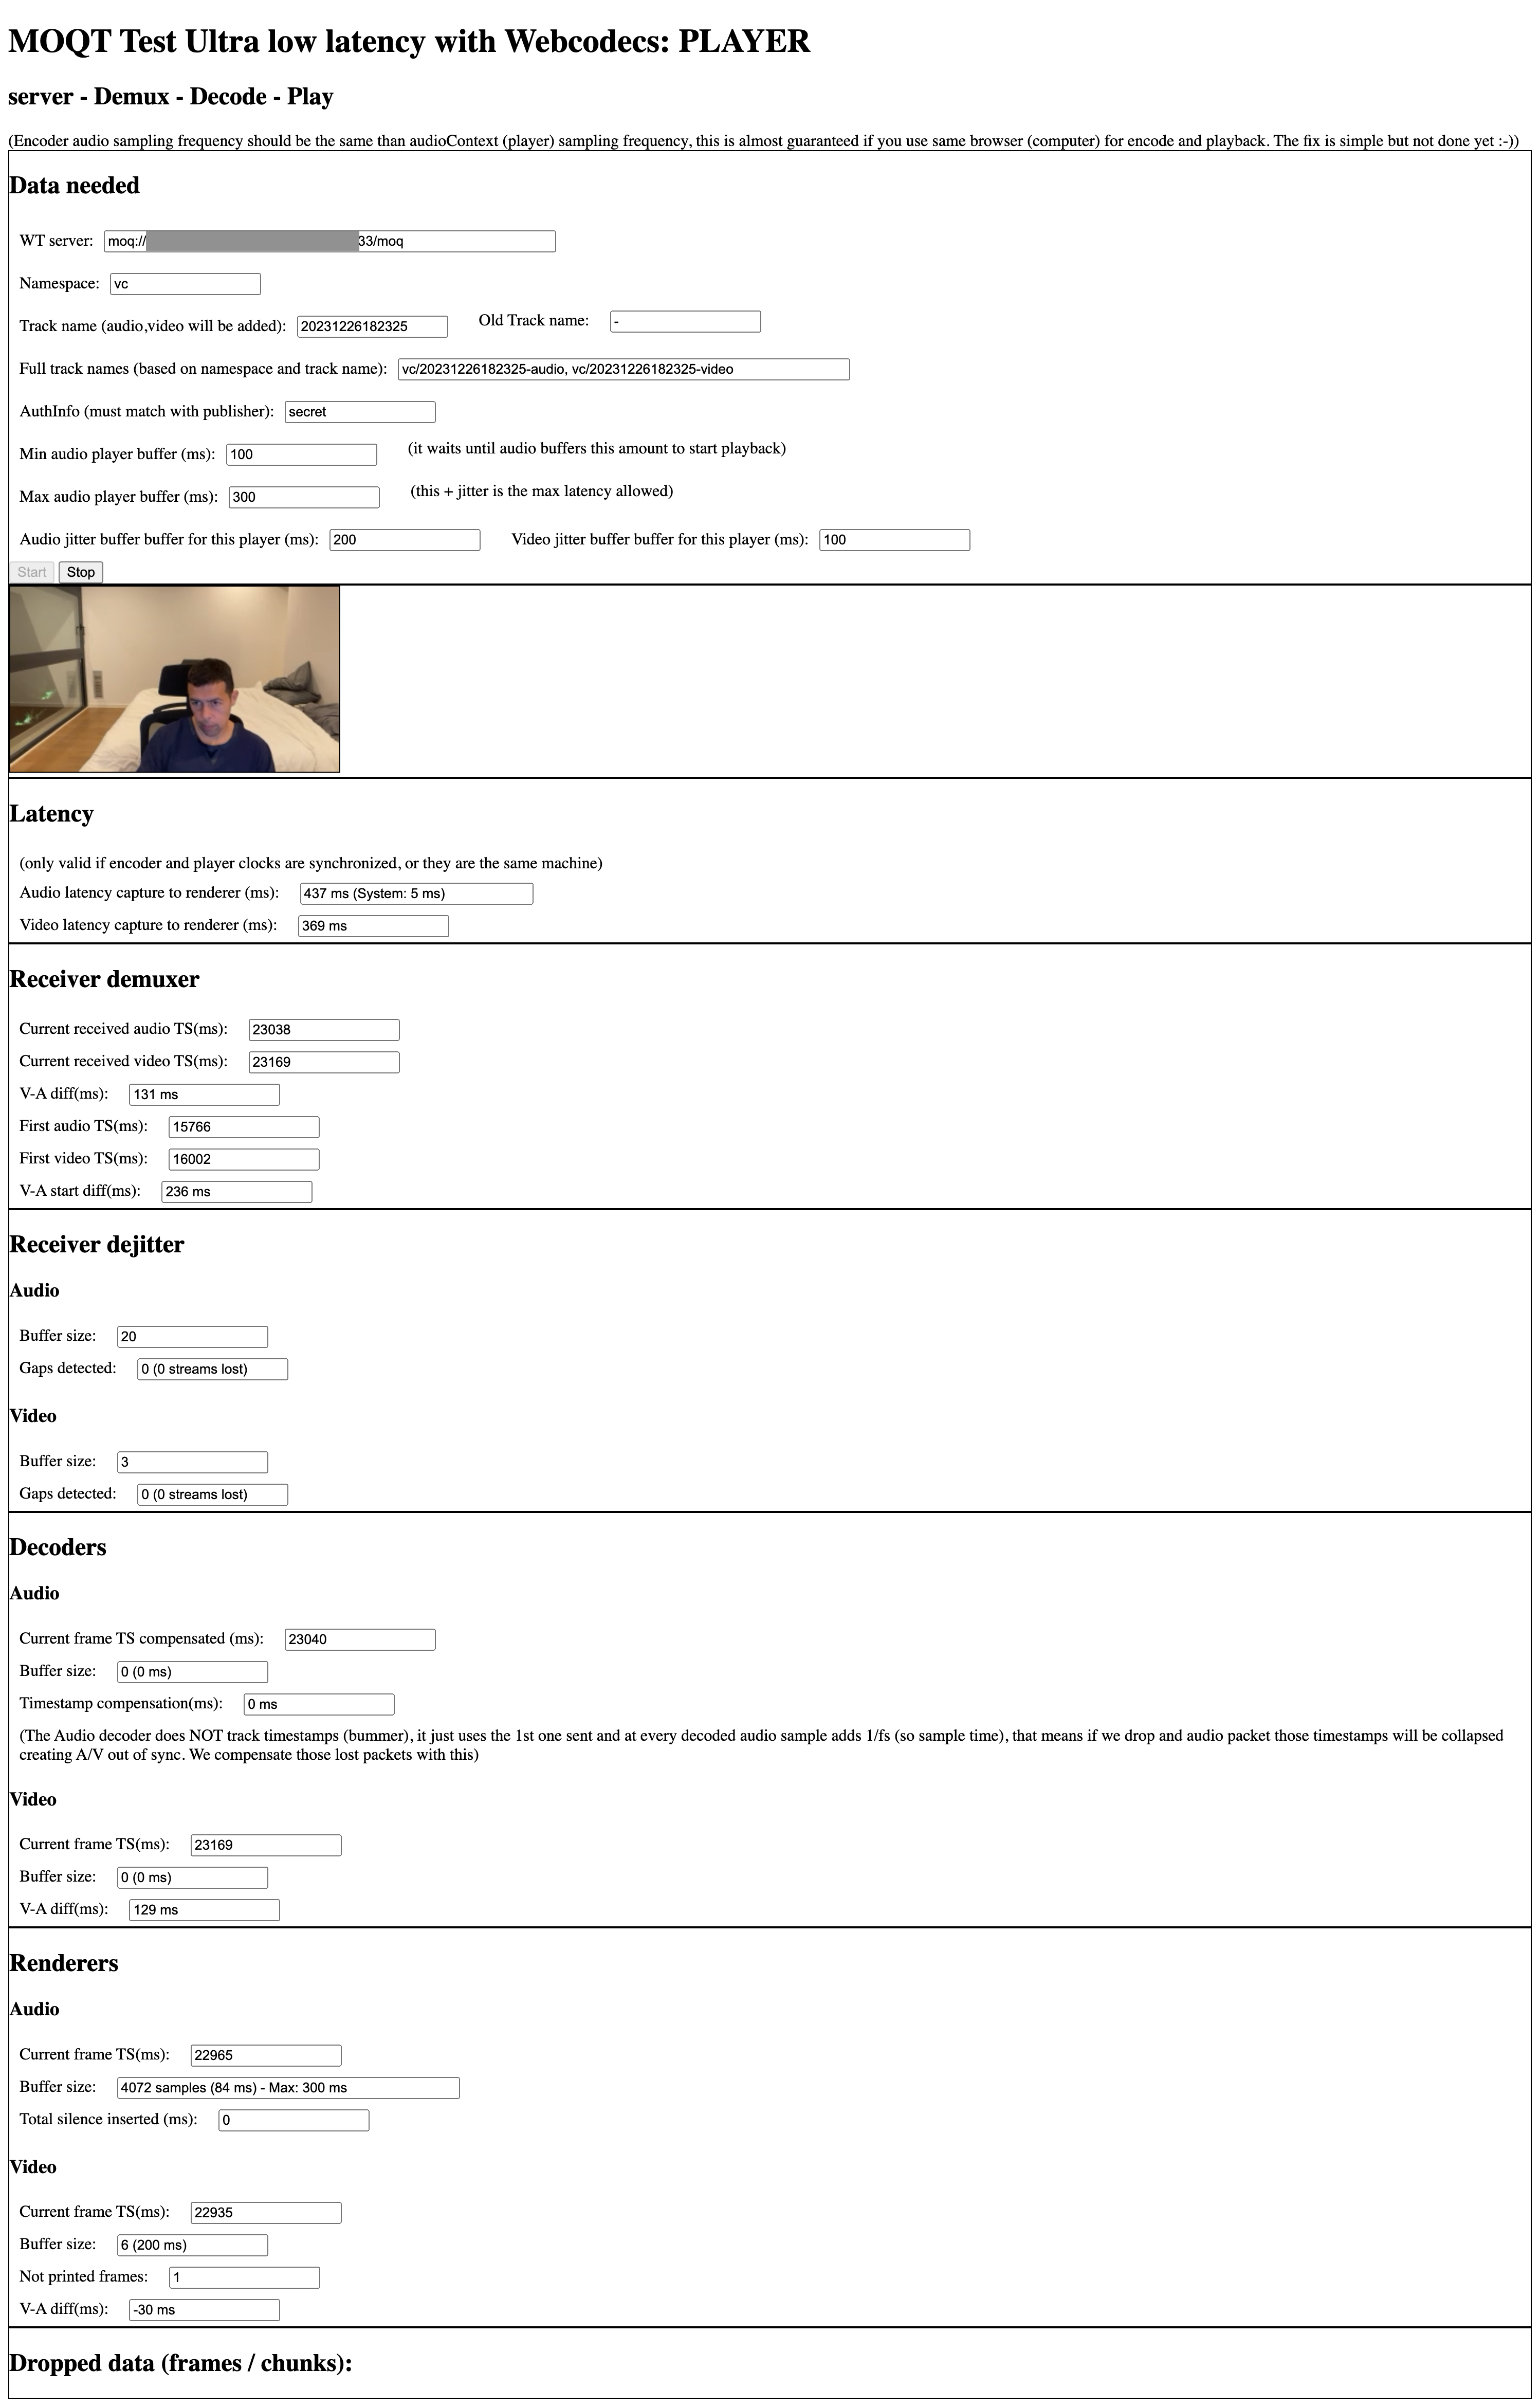 MOQT Test Ultra low latency with Webcodecs: PLAYER
server - Demux - Decode - Play
(Encoder audio sampling frequency should be the same than audioContext (player) sampling frequency, this is almost guaranteed if you use same browser (computer) for encode and playback. The fix is simple but not done yet :-))
Data needed
WT server: moq:// 33/moq
Namespace: vc
Track name (audio,video will be added): 20231226182325 Old Track name: -
Full track names (based on namespace and track name): vc/20231226182325-audio, vc/20231226182325-video
AuthInfo (must match with publisher): secret
Min audio player buffer (ms): 100 (it waits until audio buffers this amount to start playback)
Max audio player buffer (ms): 300 (this + jitter is the max latency allowed)
Audio jitter buffer buffer for this player (ms): 200 Video jitter buffer buffer for this player (ms): 100
Start Stop
Latency
(only valid if encoder and player clocks are synchronized, or they are the same machine)
Audio latency capture to renderer (ms): 437 ms (System: 5 ms)
Video latency capture to renderer (ms): 369 ms
Receiver demuxer
Current received audio TS(ms): 23038
Current received video TS(ms): 23169
V-A diff(ms): 131 ms
First audio TS(ms): 15766
First video TS(ms): 16002
V-A start diff(ms): 236 ms
Receiver dejitter
Audio
Buffer size: 20
Gaps detected: 0 (0 streams lost)
Video
Buffer size: 3
Gaps detected: 0 (0 streams lost)
Decoders
Audio
Current frame TS compensated (ms): 23040
Buffer size: 0 (0 ms)
Timestamp compensation(ms): 0 ms
(The Audio decoder does NOT track timestamps (bummer), it just uses the 1st one sent and at every decoded audio sample adds 1/fs (so sample time), that means if we drop and audio packet those timestamps will be collapsed
creating A/V out of sync. We compensate those lost packets with this)
Video
Current frame TS(ms): 23169
Buffer size: 0 (0 ms)
V-A diff(ms): 129 ms
Renderers
Audio
Current frame TS(ms): 22965
Buffer size: 4072 samples (84 ms) - Max: 300 ms
Total silence inserted (ms): 0
Video
Current frame TS(ms): 22935
Buffer size: 6 (200 ms)
Not printed frames: 1
V-A diff(ms): -30 ms
Dropped data (frames / chunks):